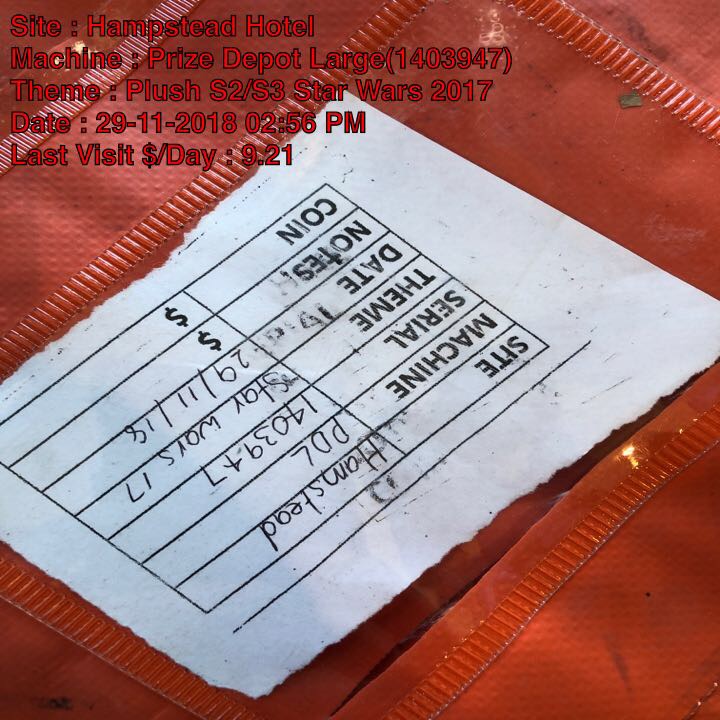 Site : Hampstead Hotel
Machine : Prize Depot Large(1403947)
Theme : Plush S2/S3 Star Wars 2017
Date : 29-11-2018 02:56 PM
Last Visit $/Day : 9.21
SITE Hamstead
MACHINE PDL
SERIAL 1403947
THEME Star Wars 17
DATE 29/11/18
NOTES $
COIN $